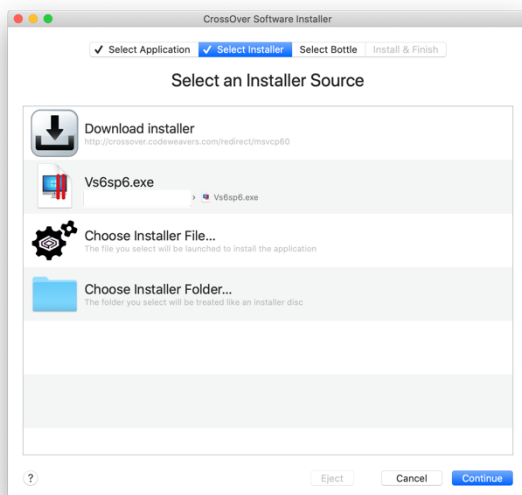 CrossOver Software Installer
✓ Select Application ✓ Select Installer Select Bottle Install & Finish
Select an Installer Source
Download installer
http://crossover.codeweavers.com/redirect/msvcp60
Vs6sp6.exe
› Vs6sp6.exe
Choose Installer File...
The file you select will be launched to install the application
Choose Installer Folder...
The folder you select will be treated like an installer disc
? Eject Cancel Continue